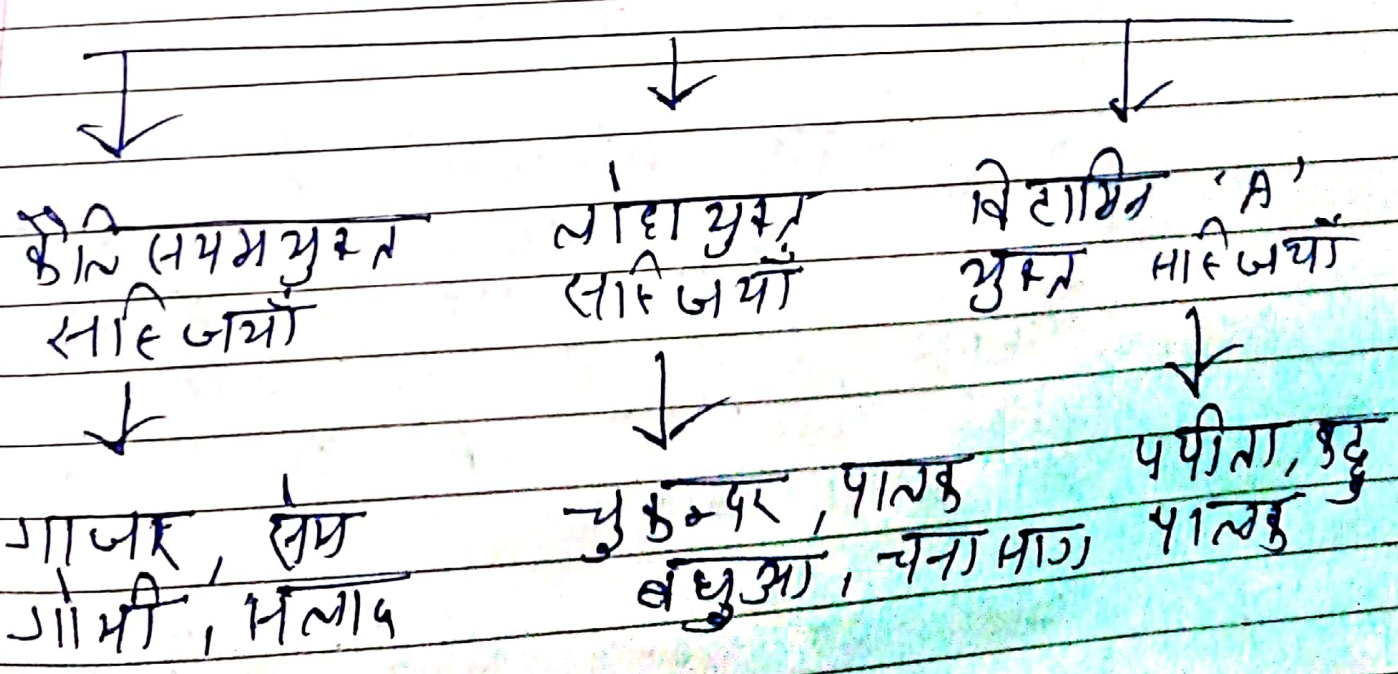 कैल्सियमयुक्त
सब्जियाँ
लोहा युक्त
सब्जियाँ
विटामिन 'A'
युक्त सब्जियाँ
गाजर, सेम
गोभी, सलाद
चुकन्दर, पालक
बथुआ, चना साग
पपीता, कद्दु
पालक